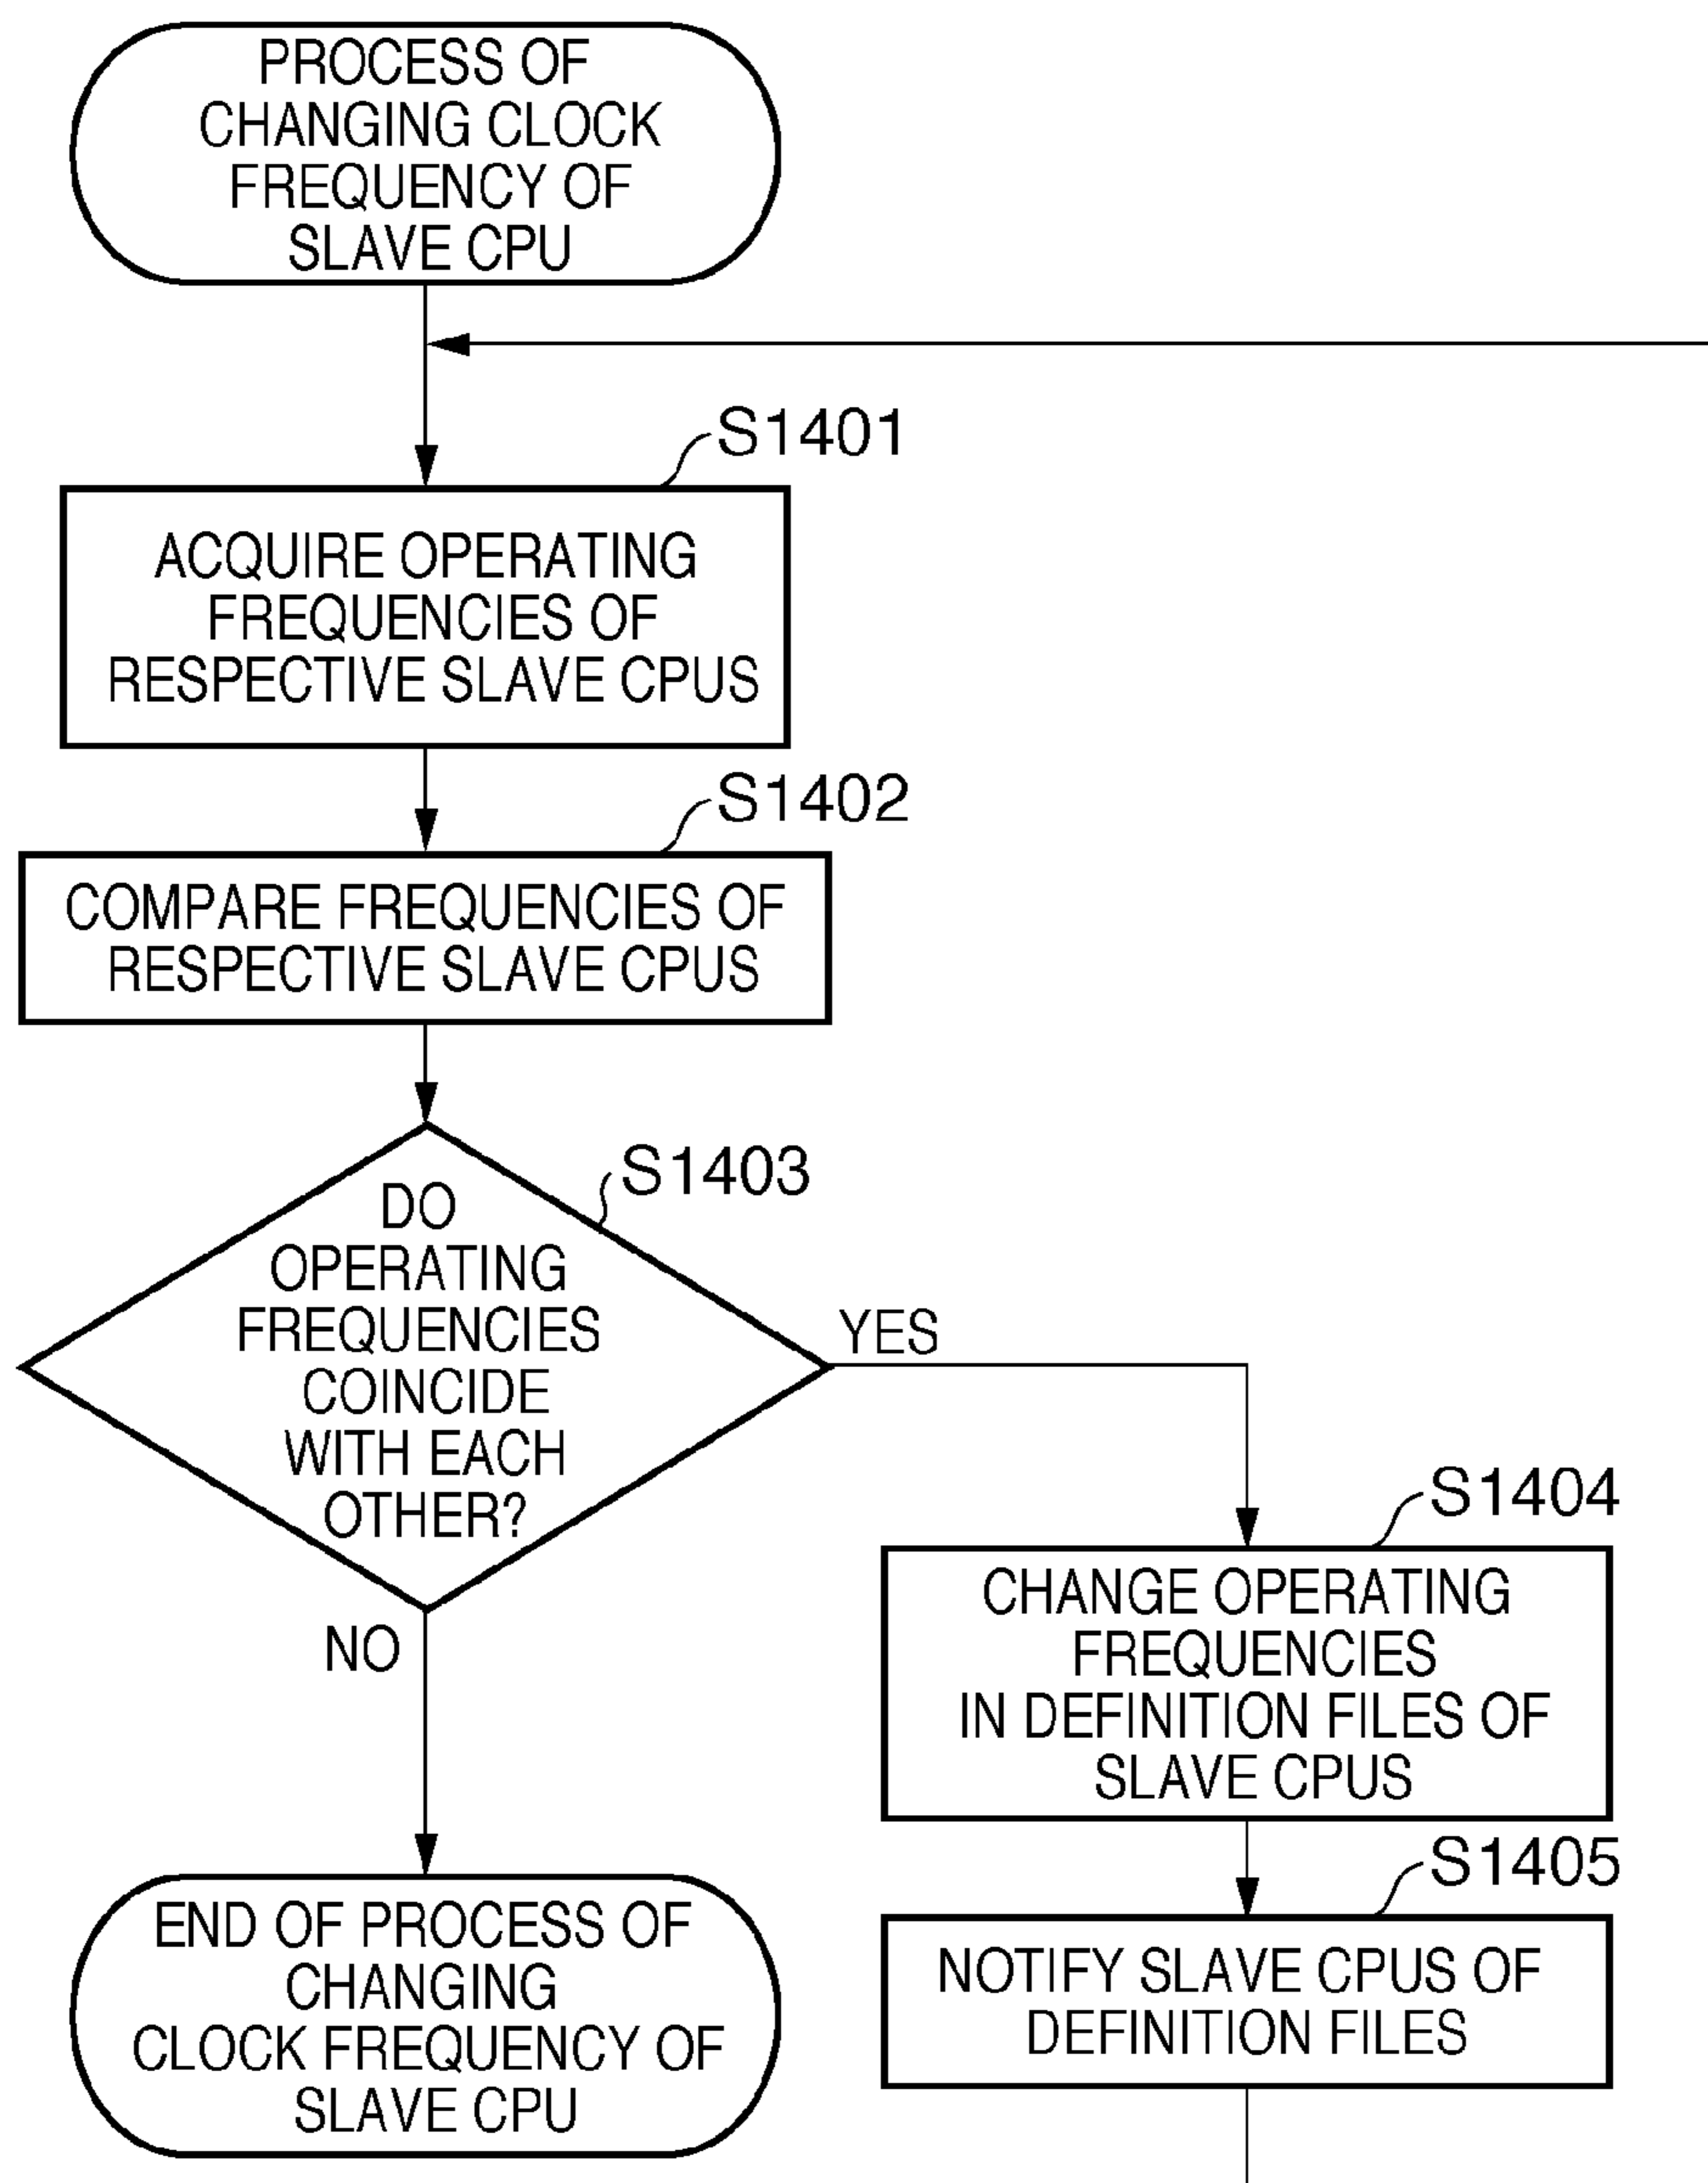 PROCESS OF
CHANGING CLOCK
FREQUENCY OF
SLAVE CPU
S1401
ACQUIRE OPERATING
FREQUENCIES OF
RESPECTIVE SLAVE CPUS
S1402
COMPARE FREQUENCIES OF
RESPECTIVE SLAVE CPUS
S1403
DO
OPERATING
FREQUENCIES
COINCIDE
WITH EACH
OTHER?
YES
NO
S1404
CHANGE OPERATING
FREQUENCIES
IN DEFINITION FILES OF
SLAVE CPUS
S1405
NOTIFY SLAVE CPUS OF
DEFINITION FILES
END OF PROCESS OF
CHANGING
CLOCK FREQUENCY OF
SLAVE CPU